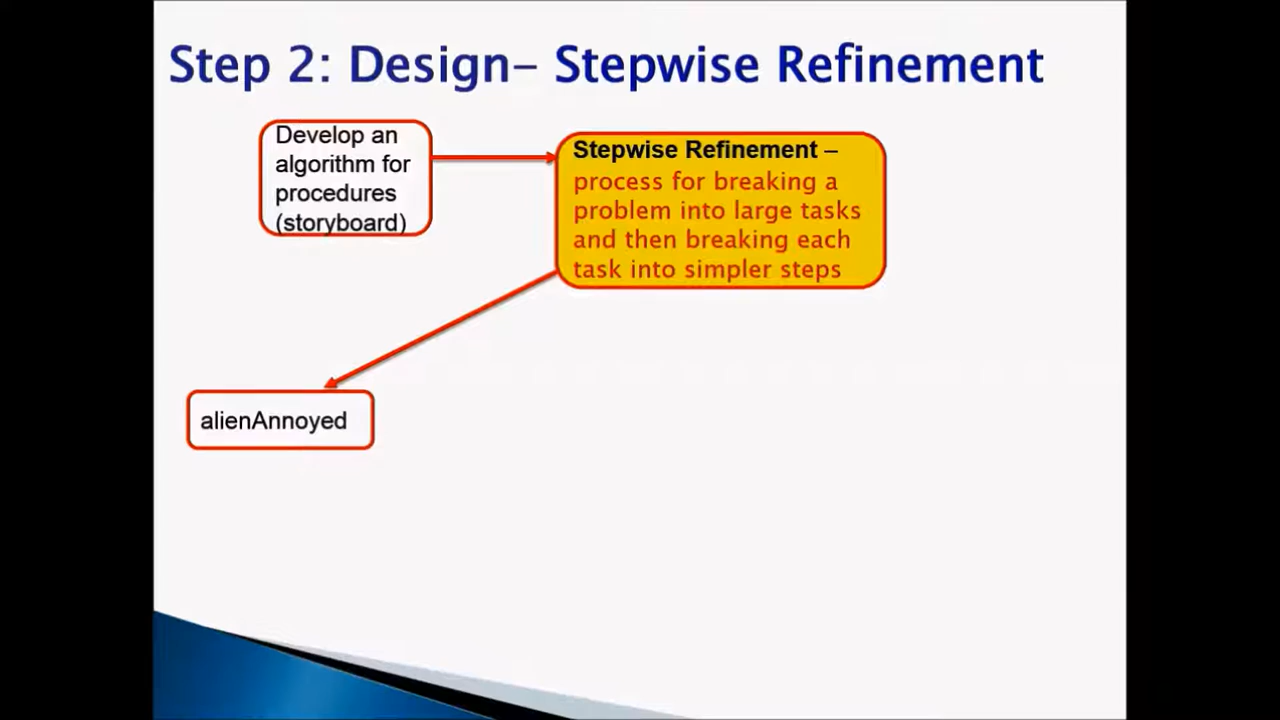 Step 2: Design– Stepwise Refinement
Develop an
algorithm for
procedures
(storyboard)
Stepwise Refinement –
process for breaking a
problem into large tasks
and then breaking each
task into simpler steps
alienAnnoyed